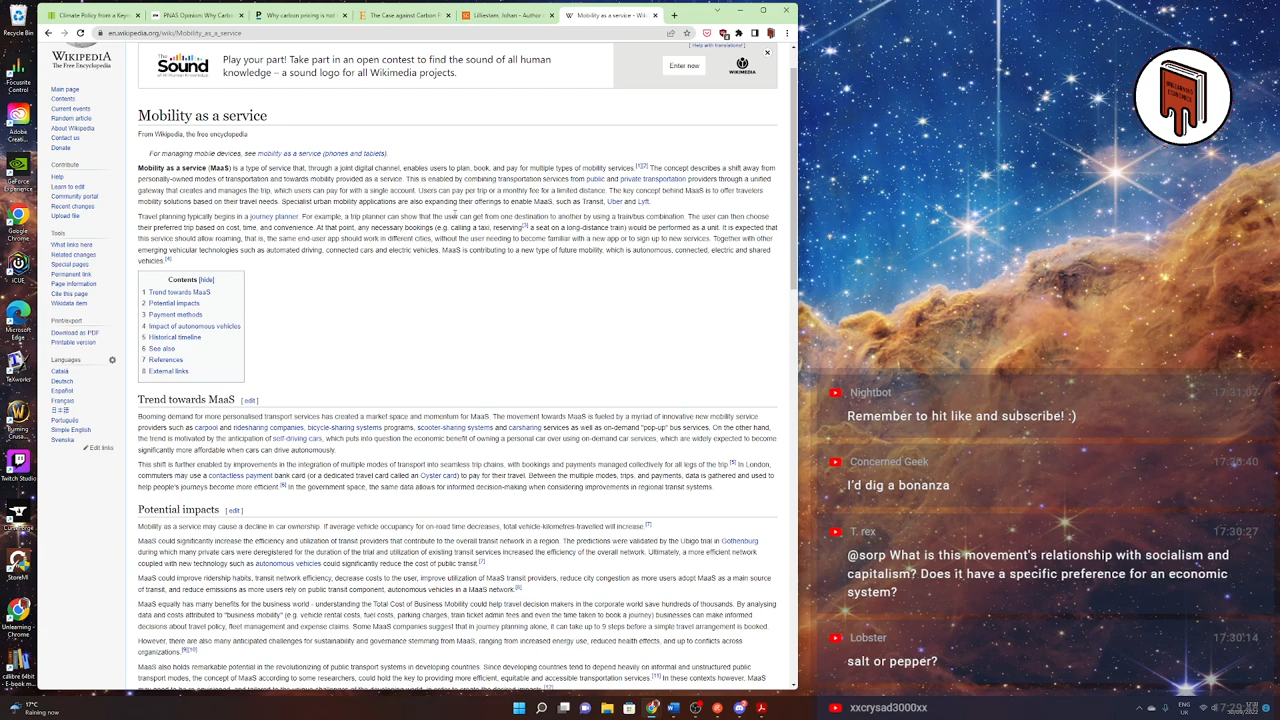 Climate Policy from a Keyn
PNAS Opinion: Why Carbo
Why carbon pricing is not
The Case against Carbon P
Lilliestam, Johan - Author
Mobility as a service - Wik
en.wikipedia.org/wiki/Mobility_as_a_service
WIKIPEDIA
The Free Encyclopedia
Main page
Contents
Current events
Random article
About Wikipedia
Contact us
Donate
Contribute
Help
Learn to edit
Community portal
Recent changes
Upload file
Tools
What links here
Related changes
Special pages
Permanent link
Page information
Cite this page
Wikidata item
Print/export
Download as PDF
Printable version
Languages
Català
Deutsch
Español
Français
日本語
Português
Simple English
Svenska
Edit links
[ Help with translations! ]
The Sound
Of All Human Knowledge
Play your part! Take part in an open contest to find the sound of all human
knowledge – a sound logo for all Wikimedia projects.
Enter now
WIKIMEDIA
Mobility as a service
From Wikipedia, the free encyclopedia
For managing mobile devices, see mobility as a service (phones and tablets).
Mobility as a service (MaaS) is a type of service that, through a joint digital channel, enables users to plan, book, and pay for multiple types of mobility services.[1][2] The concept describes a shift away from
personally-owned modes of transportation and towards mobility provided as a service. This is enabled by combining transportation services from public and private transportation providers through a unified
gateway that creates and manages the trip, which users can pay for with a single account. Users can pay per trip or a monthly fee for a limited distance. The key concept behind MaaS is to offer travelers
mobility solutions based on their travel needs. Specialist urban mobility applications are also expanding their offerings to enable MaaS, such as Transit, Uber and Lyft.
Travel planning typically begins in a journey planner. For example, a trip planner can show that the user can get from one destination to another by using a train/bus combination. The user can then choose
their preferred trip based on cost, time, and convenience. At that point, any necessary bookings (e.g. calling a taxi, reserving[3] a seat on a long-distance train) would be performed as a unit. It is expected that
this service should allow roaming, that is, the same end-user app should work in different cities, without the user needing to become familiar with a new app or to sign up to new services. Together with other
emerging vehicular technologies such as automated driving, connected cars and electric vehicles, MaaS is contributing to a new type of future mobility, which is autonomous, connected, electric and shared
vehicles.[4]
Contents [hide]
1 Trend towards MaaS
2 Potential impacts
3 Payment methods
4 Impact of autonomous vehicles
5 Historical timeline
6 See also
7 References
8 External links
Trend towards MaaS [ edit ]
Booming demand for more personalised transport services has created a market space and momentum for MaaS. The movement towards MaaS is fueled by a myriad of innovative new mobility service
providers such as carpool and ridesharing companies, bicycle-sharing systems programs, scooter-sharing systems and carsharing services as well as on-demand "pop-up" bus services. On the other hand,
the trend is motivated by the anticipation of self-driving cars, which puts into question the economic benefit of owning a personal car over using on-demand car services, which are widely expected to become
significantly more affordable when cars can drive autonomously.
This shift is further enabled by improvements in the integration of multiple modes of transport into seamless trip chains, with bookings and payments managed collectively for all legs of the trip.[5] In London,
commuters may use a contactless payment bank card (or a dedicated travel card called an Oyster card) to pay for their travel. Between the multiple modes, trips, and payments, data is gathered and used to
help people's journeys become more efficient.[6] In the government space, the same data allows for informed decision-making when considering improvements in regional transit systems.
Potential impacts [ edit ]
Mobility as a service may cause a decline in car ownership. If average vehicle occupancy for on-road time decreases, total vehicle-kilometres-travelled will increase.[7]
MaaS could significantly increase the efficiency and utilization of transit providers that contribute to the overall transit network in a region. The predictions were validated by the Ubigo trial in Gothenburg
during which many private cars were deregistered for the duration of the trial and utilization of existing transit services increased the efficiency of the overall network. Ultimately, a more efficient network
coupled with new technology such as autonomous vehicles could significantly reduce the cost of public transit.[7]
MaaS could improve ridership habits, transit network efficiency, decrease costs to the user, improve utilization of MaaS transit providers, reduce city congestion as more users adopt MaaS as a main source
of transit, and reduce emissions as more users rely on public transit component, autonomous vehicles in a MaaS network.[8]
MaaS equally has many benefits for the business world - understanding the Total Cost of Business Mobility could help travel decision makers in the corporate world save hundreds of thousands. By analysing
data and costs attributed to "business mobility" (e.g. vehicle rental costs, fuel costs, parking charges, train ticket admin fees and even the time taken to book a journey) businesses can make informed
decisions about travel policy, fleet management and expense claims. Some MaaS companies suggest that in journey planning alone, it can take up to 9 steps before a simple travel arrangement is booked.
However, there are also many anticipated challenges for sustainability and governance stemming from MaaS, ranging from increased energy use, reduced health effects, and up to conflicts across
organizations.[9][10]
MaaS also holds remarkable potential in the revolutionizing of public transport systems in developing countries. Since developing countries tend to depend heavily on informal and unstructured public
transport modes, the concept of MaaS according to some researchers, could hold the key to providing more efficient, equitable and accessible transportation services.[11] In these contexts however, MaaS
Nightbot
17:31:07
Remember to hit like and subscribe! :)
Concerned Geek
17:30:40
I'd dig a bonanza
T. rex
17:30:27
@sorp What is this movement's relationship with socialism and
capitalism? Does it have a specific preference for an economic
system?
Lobster
17:30:14
salt or pepper?
xxcrysad3000xx
17°C
Raining now
ENG
UK
17:31
30/09/2022